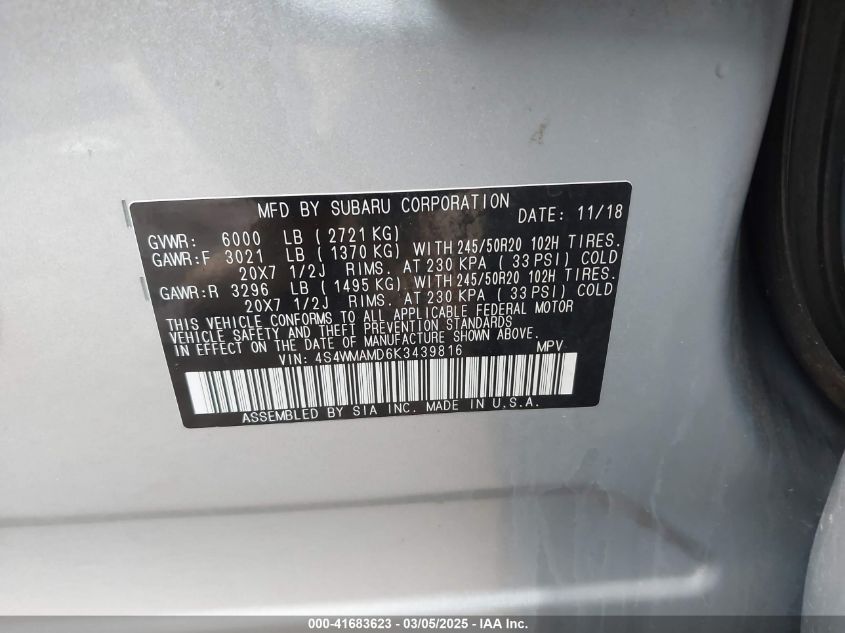 MFD BY SUBARU CORPORATION DATE: 11/18
GVWR: 6000 LB (2721 KG)
GAWR:F 3021 LB (1370 KG) WITH 245/50R20 102H TIRES.
20X7 1/2J RIMS. AT 230 KPA (33 PSI) COLD
GAWR:R 3296 LB (1495 KG) WITH 245/50R20 102H TIRES.
20X7 1/2J RIMS. AT 230 KPA (33 PSI) COLD
THIS VEHICLE CONFORMS TO ALL APPLICABLE FEDERAL MOTOR
VEHICLE SAFETY AND THEFT PREVENTION STANDARDS
IN EFFECT ON THE DATE OF MANUFACTURE SHOWN ABOVE.
VIN: 4S4WMAMD6K3439816 MPV
ASSEMBLED BY SIA INC. MADE IN U.S.A.
000-41683623 - 03/05/2025 - IAA Inc.